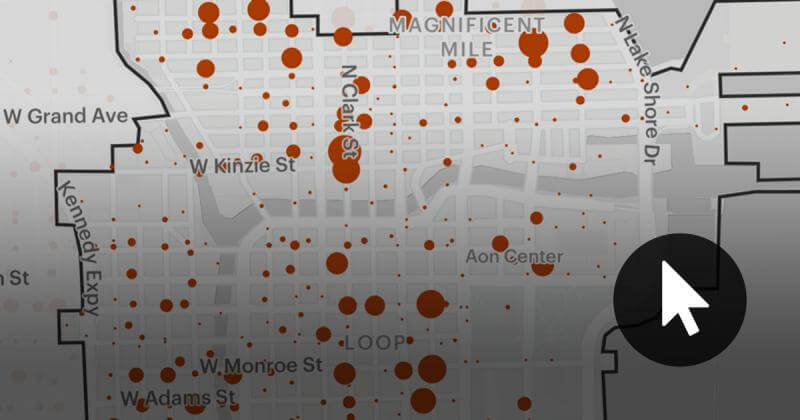 MAGNIFICENT
MILE
N Lake Shore Dr
N Clark St
W Grand Ave
W Kinzie St
Kennedy Expy
Aon Center
n St
LOOP
W Monroe St
W Adams St